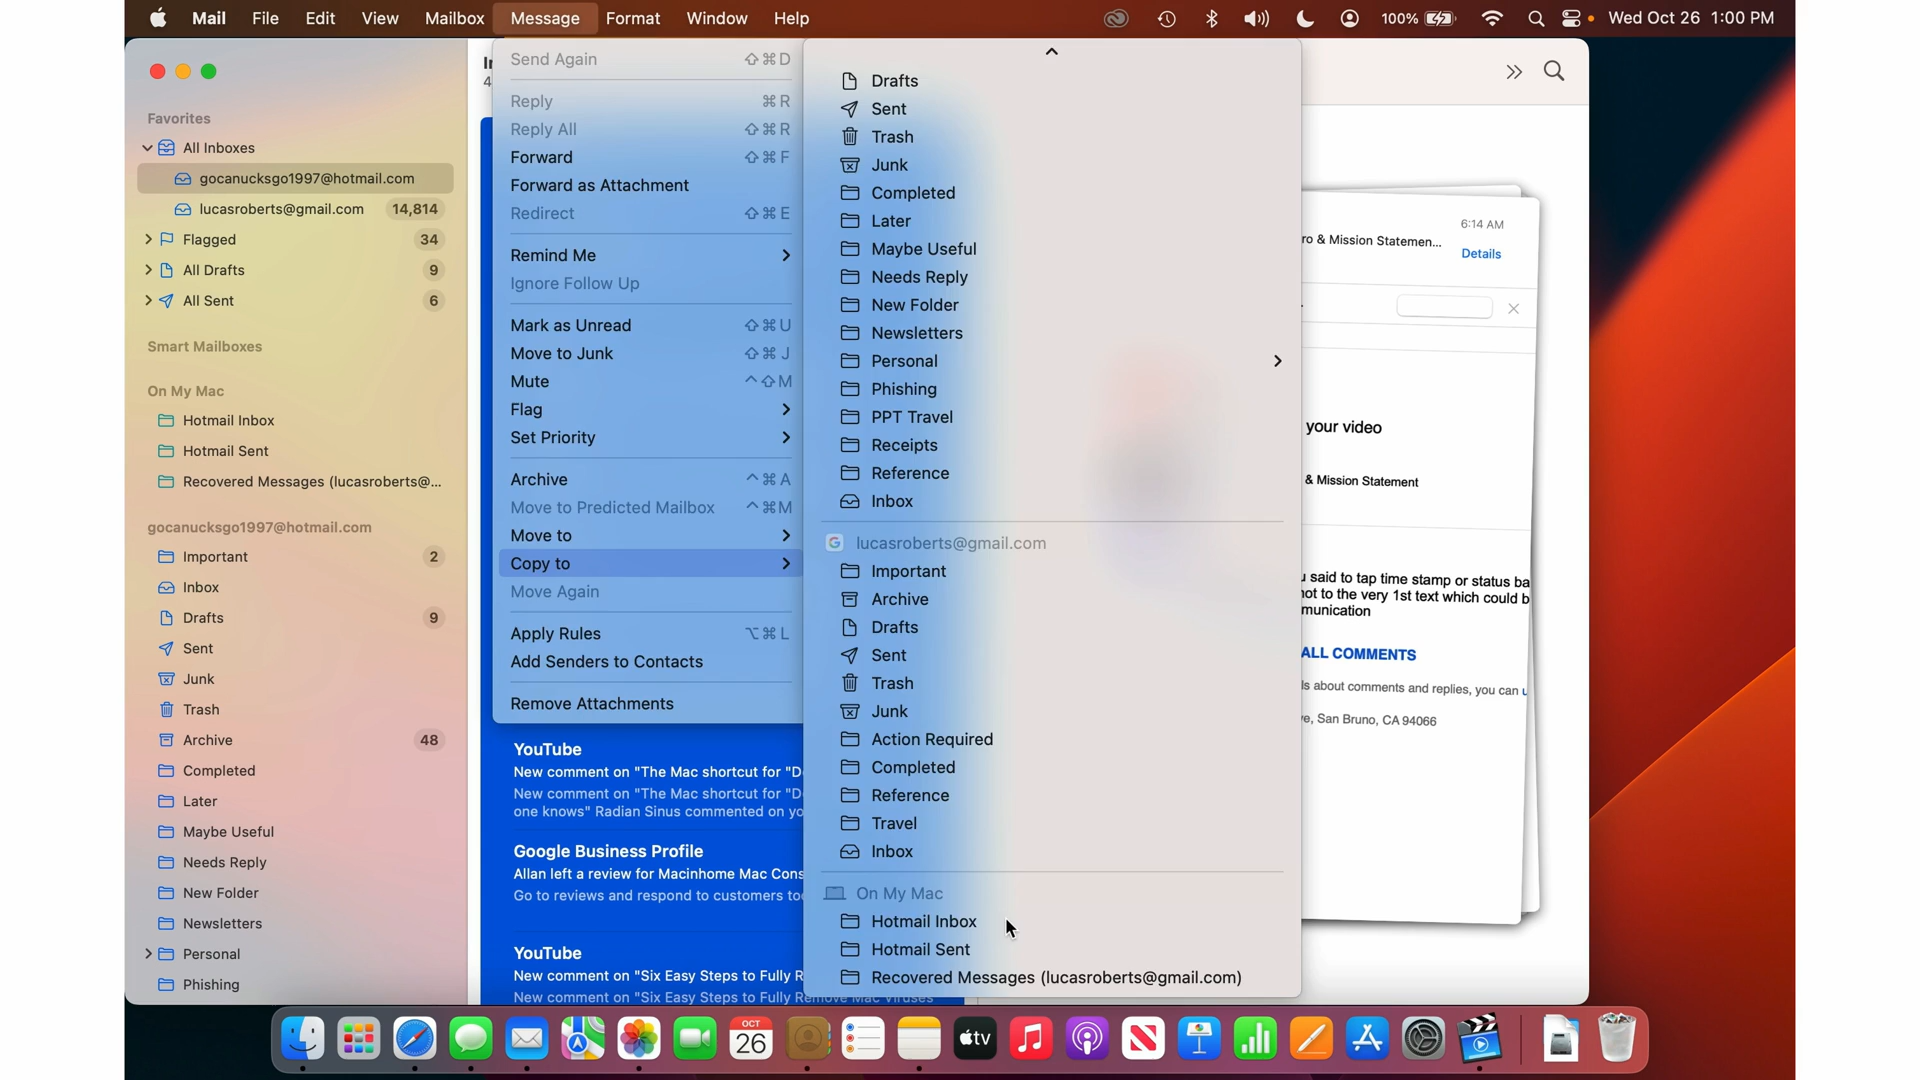 Mail File Edit View Mailbox Message Format Window Help 100% Wed Oct 26 1:00 PM
Favorites
All Inboxes
gocanucksgo1997@hotmail.com
lucasroberts@gmail.com 14,814
Flagged 34
All Drafts 9
All Sent 6
Smart Mailboxes
On My Mac
Hotmail Inbox
Hotmail Sent
Recovered Messages (lucasroberts@...
gocanucksgo1997@hotmail.com
Important 2
Inbox
Drafts 9
Sent
Junk
Trash
Archive 48
Completed
Later
Maybe Useful
Needs Reply
New Folder
Newsletters
Personal
Phishing
Send Again ⇧⌘D
Reply ⌘R
Reply All ⇧⌘R
Forward ⇧⌘F
Forward as Attachment
Redirect ⇧⌘E
Remind Me
Ignore Follow Up
Mark as Unread ⇧⌘U
Move to Junk ⇧⌘J
Mute ^⇧M
Flag
Set Priority
Archive ^⌘A
Move to Predicted Mailbox ^⌘M
Move to
Copy to
Move Again
Apply Rules ⌥⌘L
Add Senders to Contacts
Remove Attachments
YouTube
New comment on "The Mac shortcut for "D
New comment on "The Mac shortcut for "D
one knows" Radian Sinus commented on yo
Google Business Profile
Allan left a review for Macinhome Mac Cons
Go to reviews and respond to customers to
YouTube
New comment on "Six Easy Steps to Fully R
New comment on "Six Easy Steps to Fully Remove Mac Viruses"
Drafts
Sent
Trash
Junk
Completed
Later
Maybe Useful
Needs Reply
New Folder
Newsletters
Personal
Phishing
PPT Travel
Receipts
Reference
Inbox
lucasroberts@gmail.com
Important
Archive
Drafts
Sent
Trash
Junk
Action Required
Completed
Reference
Travel
Inbox
On My Mac
Hotmail Inbox
Hotmail Sent
Recovered Messages (lucasroberts@gmail.com)
6:14 AM
ro & Mission Statemen...
Details
your video
& Mission Statement
u said to tap time stamp or status ba
not to the very 1st text which could b
munication
ALL COMMENTS
ls about comments and replies, you can u
e, San Bruno, CA 94066
OCT
26
tv